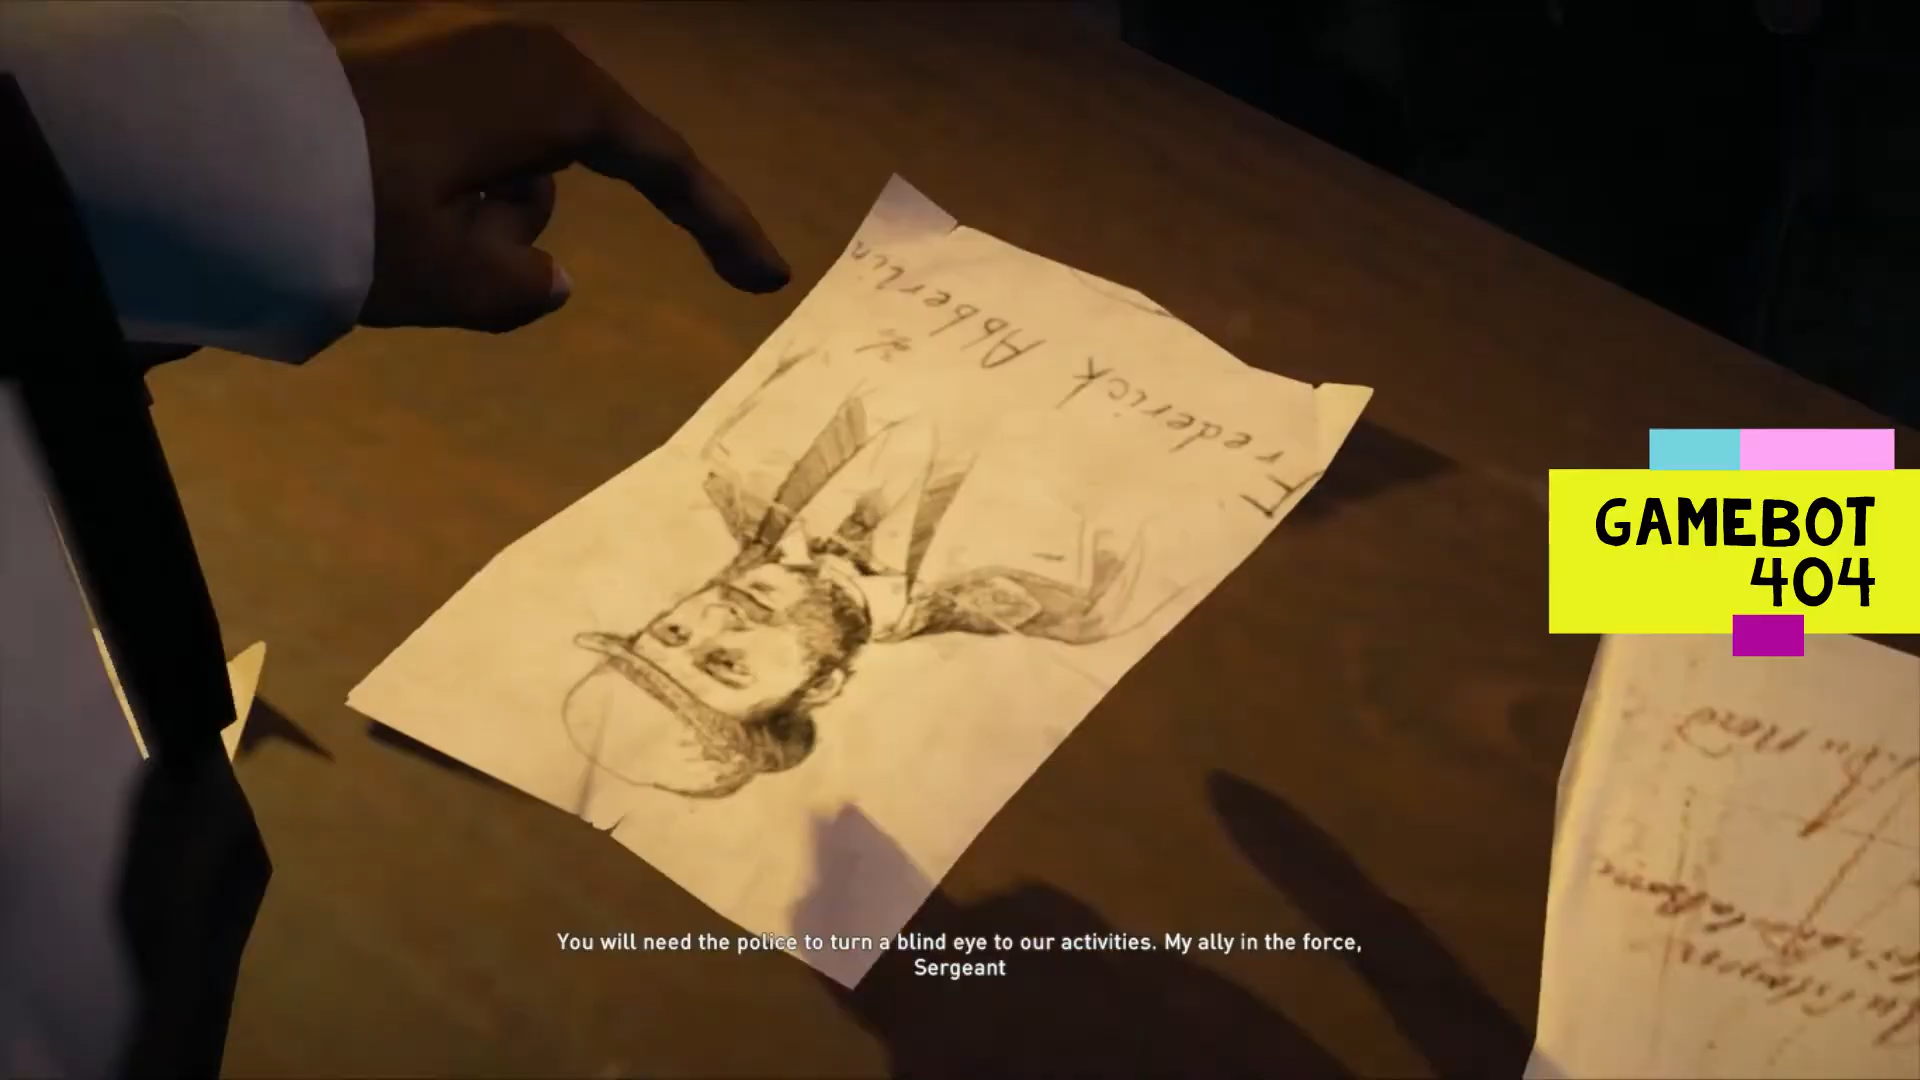 Frederick Abberlin
GAMEBOT
404
You will need the police to turn a blind eye to our activities. My ally in the force,
Sergeant